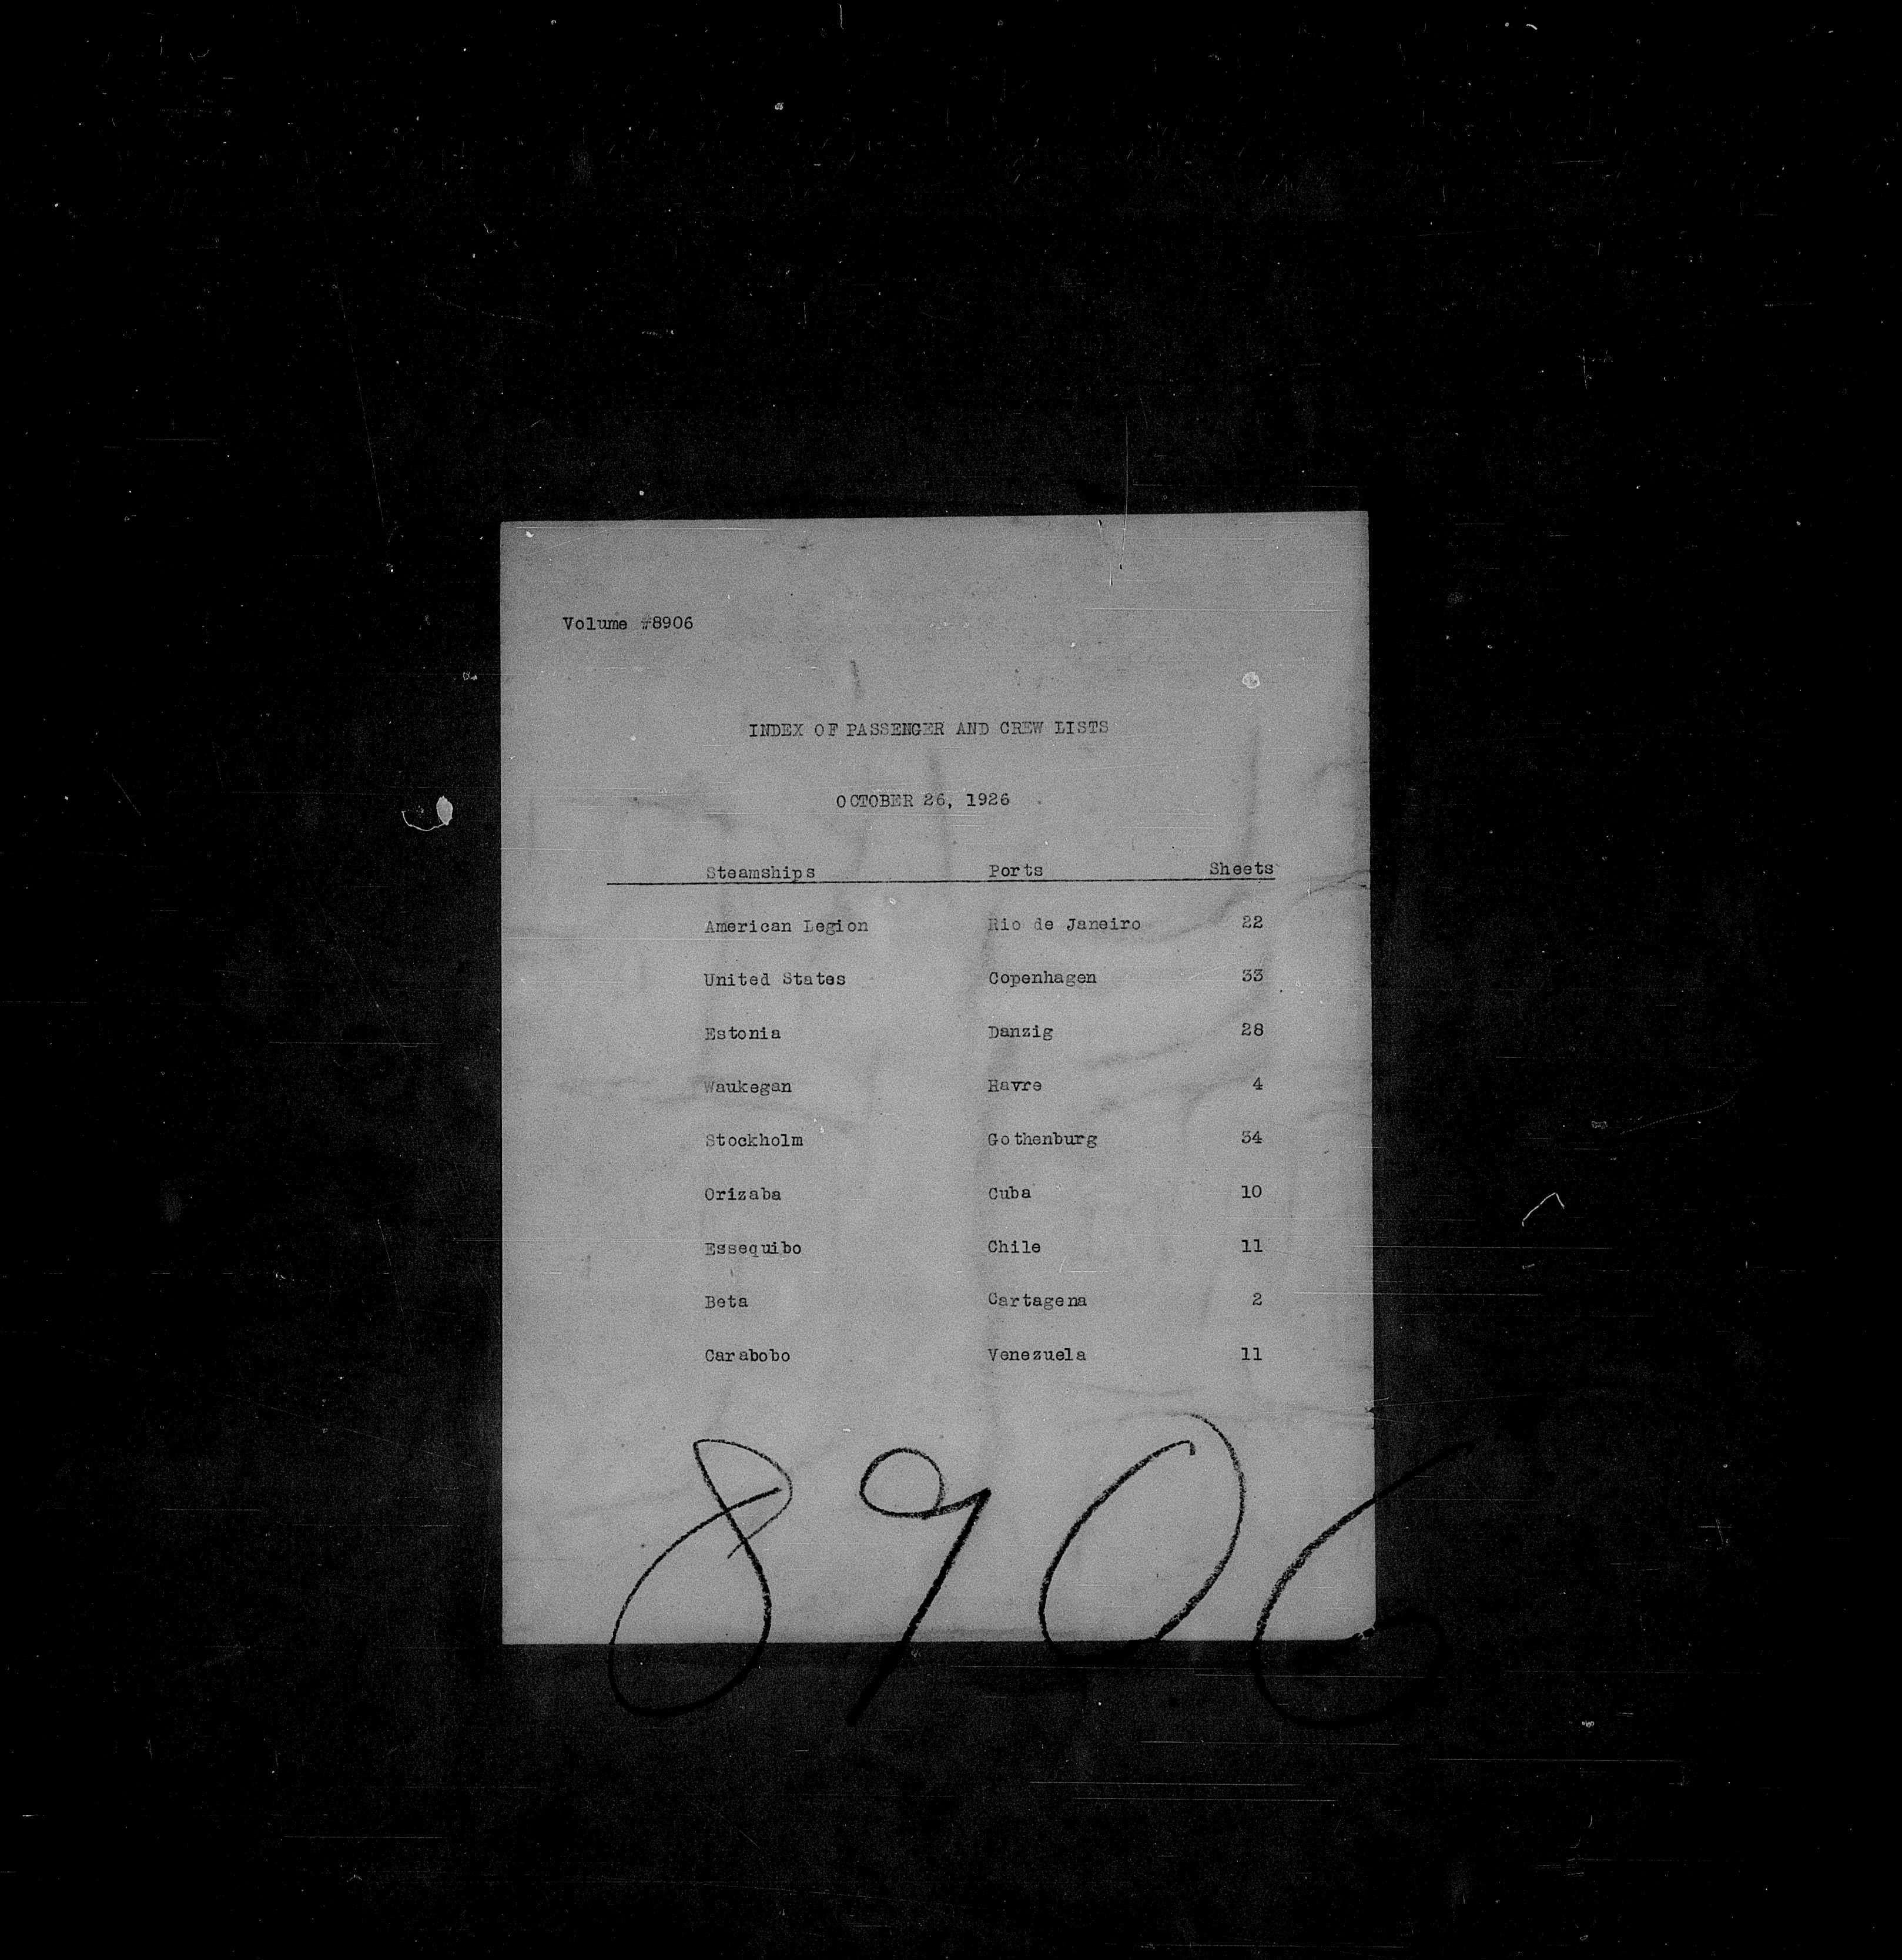 Volume #8906
INDEX OF PASSENGER AND CREW LISTS
OCTOBER 26, 1926
Steamships Ports Sheets
American Legion Rio de Janeiro 22
United States Copenhagen 33
Estonia Danzig 28
Waukegan Havre 4
Stockholm Gothenburg 34
Orizaba Cuba 10
Essequibo Chile 11
Beta Cartagena 2
Carabobo Venezuela 11
8906